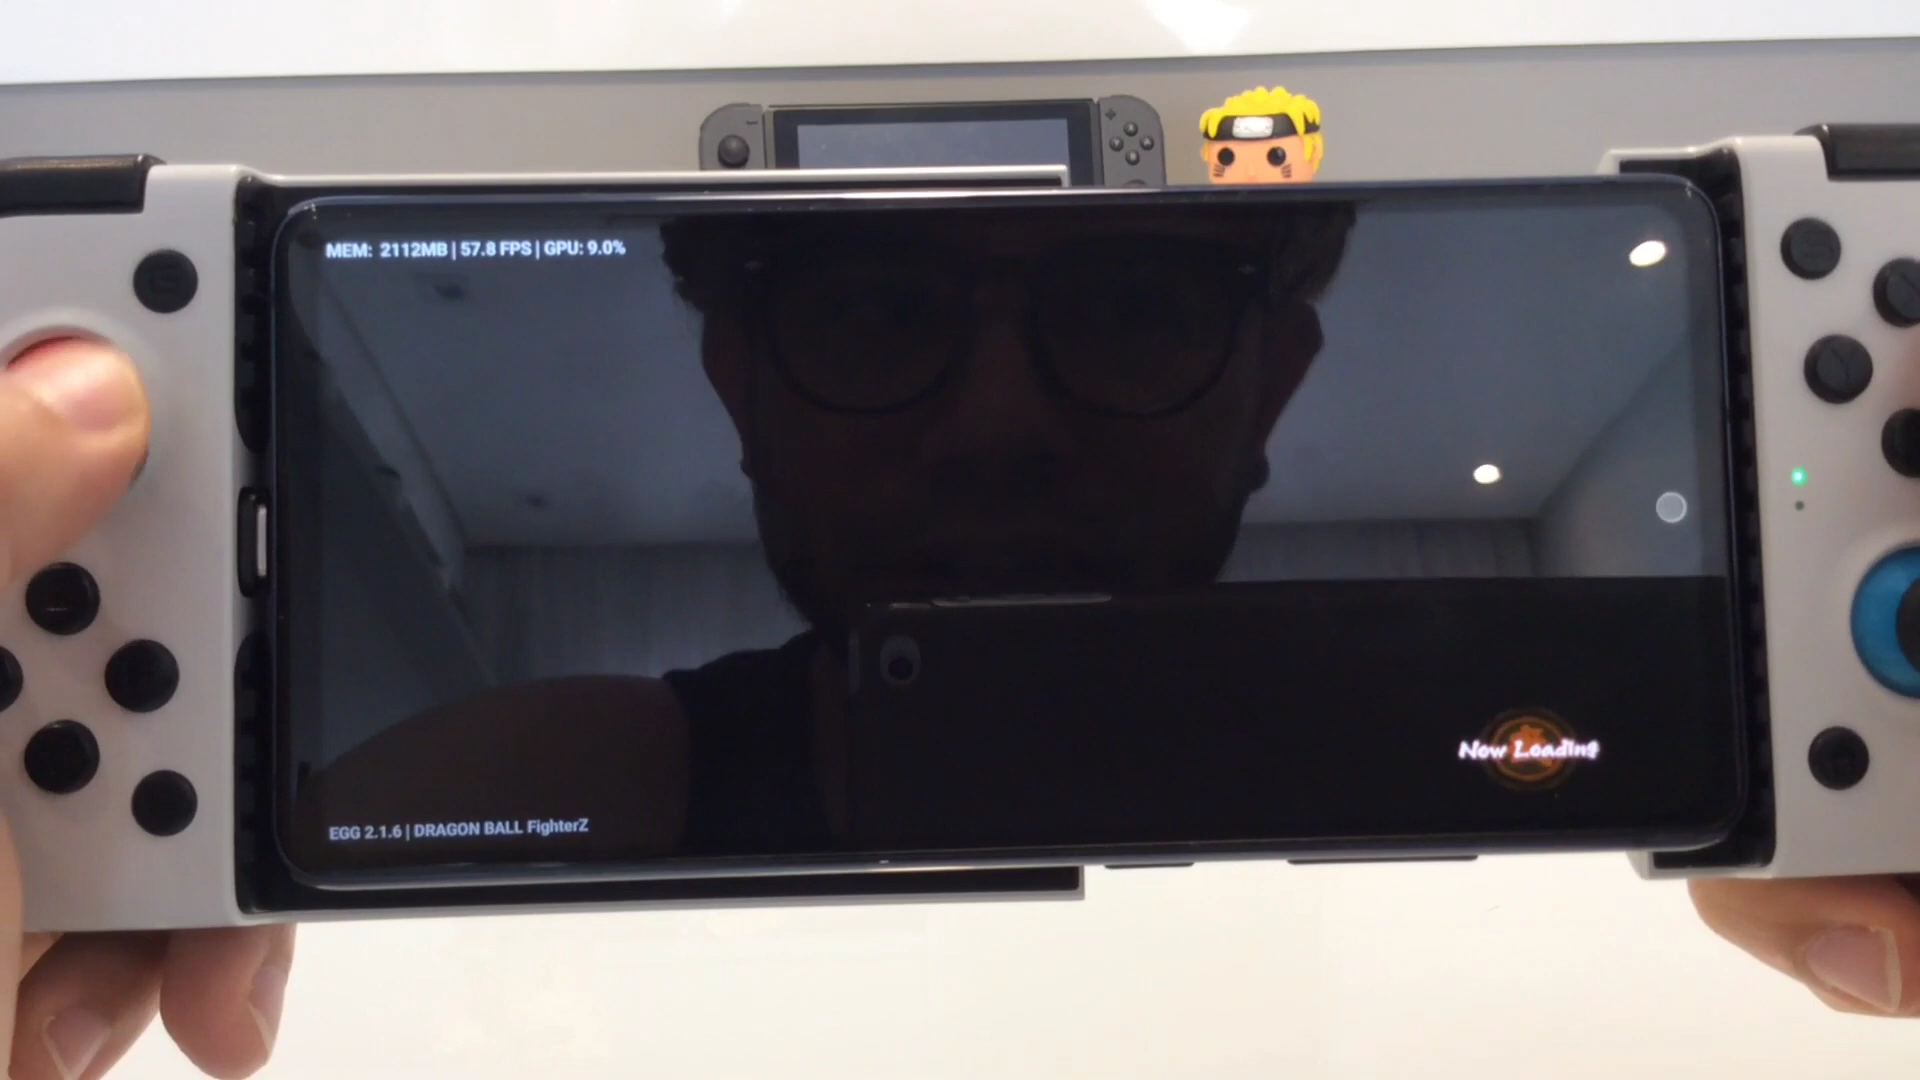 MEM: 2112MB | 57.8 FPS | GPU: 9.0%
Now Loading
EGG 2.1.6 | DRAGON BALL FighterZ